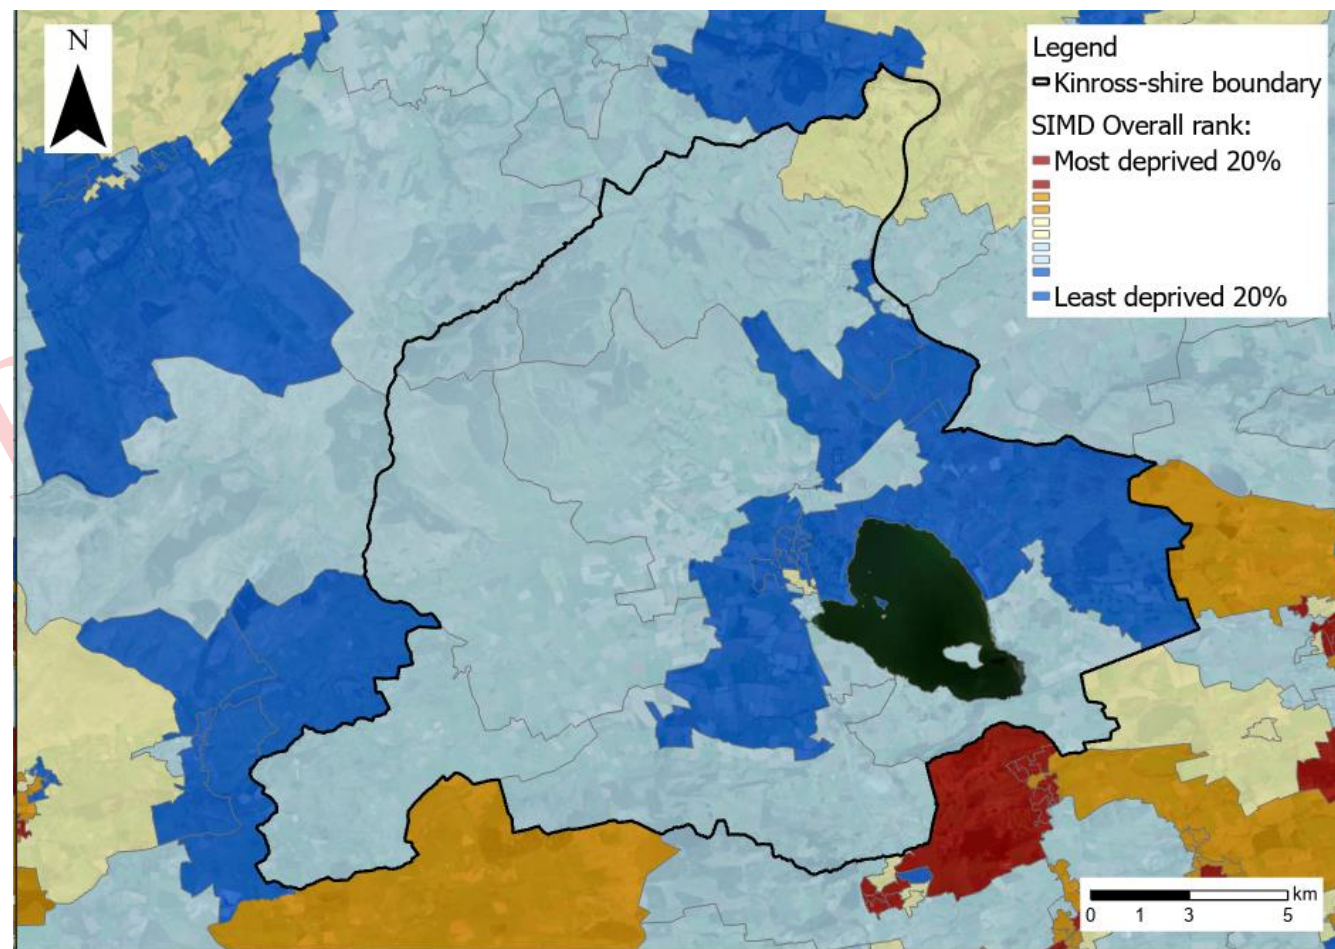 N
Legend
Kinross-shire boundary
SIMD Overall rank:
Most deprived 20%
Least deprived 20%
km
0 1 3 5